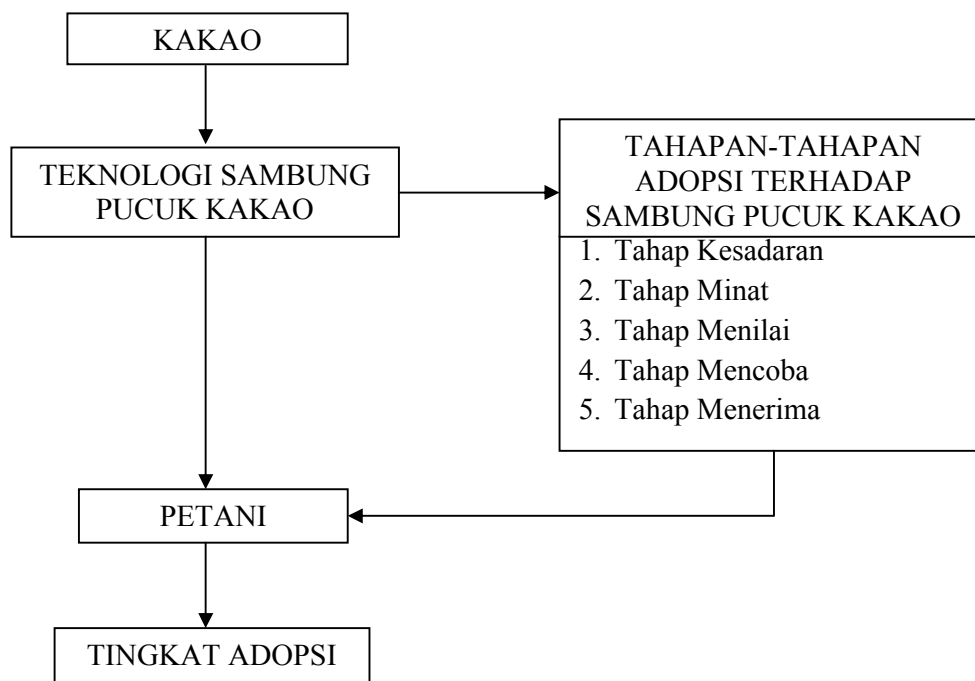 KAKAO
TEKNOLOGI SAMBUNG
PUCUK KAKAO
TAHAPAN-TAHAPAN
ADOPSI TERHADAP
SAMBUNG PUCUK KAKAO
1. Tahap Kesadaran
2. Tahap Minat
3. Tahap Menilai
4. Tahap Mencoba
5. Tahap Menerima
PETANI
TINGKAT ADOPSI